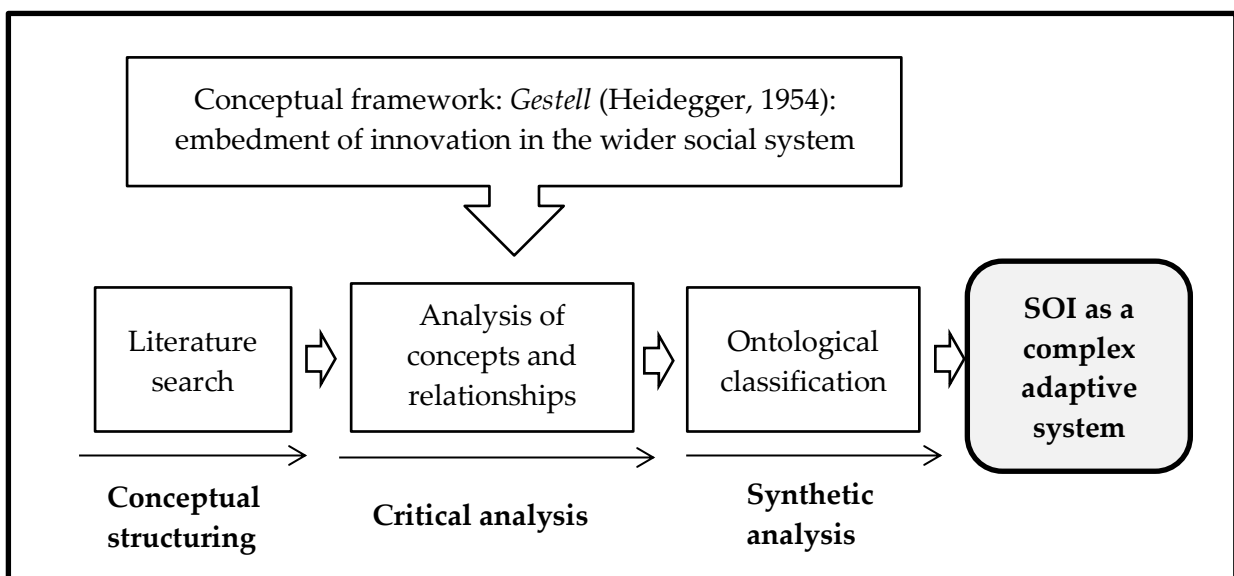 Conceptual framework: Gestell (Heidegger, 1954):
embedment of innovation in the wider social system
Literature
search
Analysis of
concepts and
relationships
Ontological
classification
SOI as a
complex
adaptive
system
Conceptual
structuring
Critical analysis
Synthetic
analysis